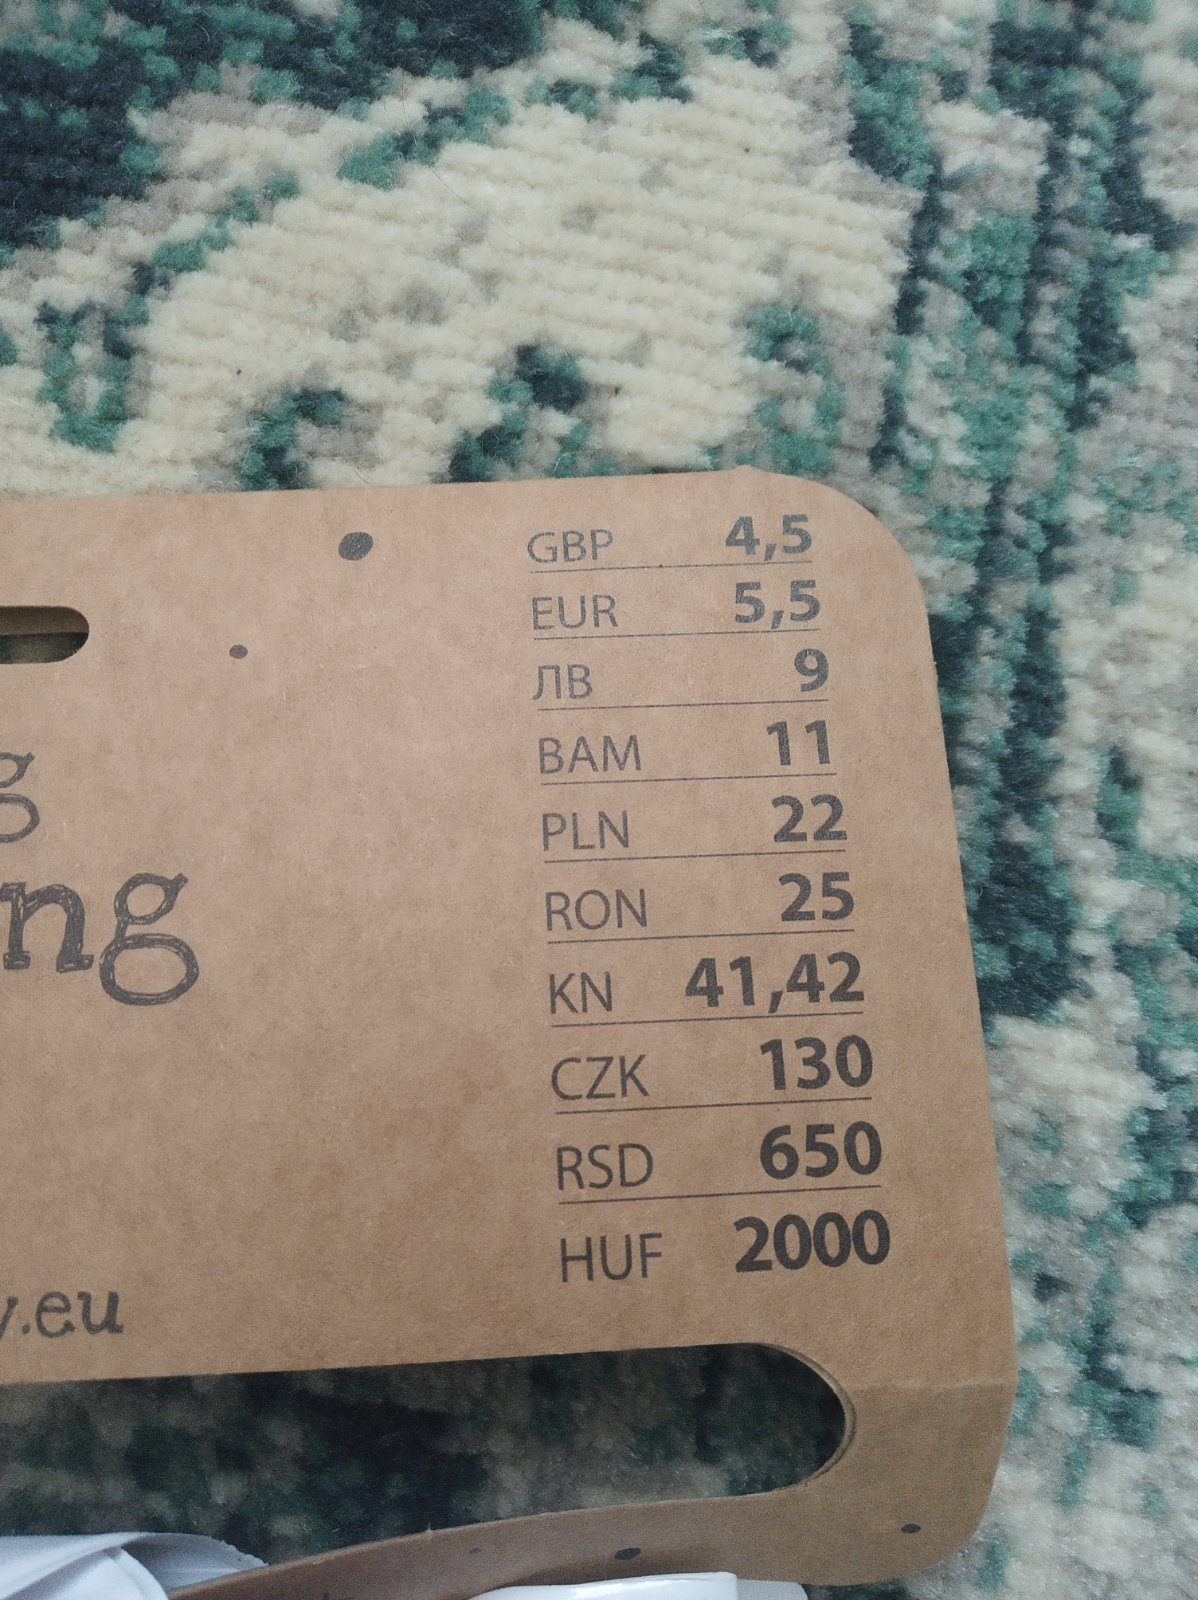 GBP 4,5
EUR 5,5
ЛВ 9
BAM 11
PLN 22
RON 25
KN 41,42
CZK 130
RSD 650
HUF 2000